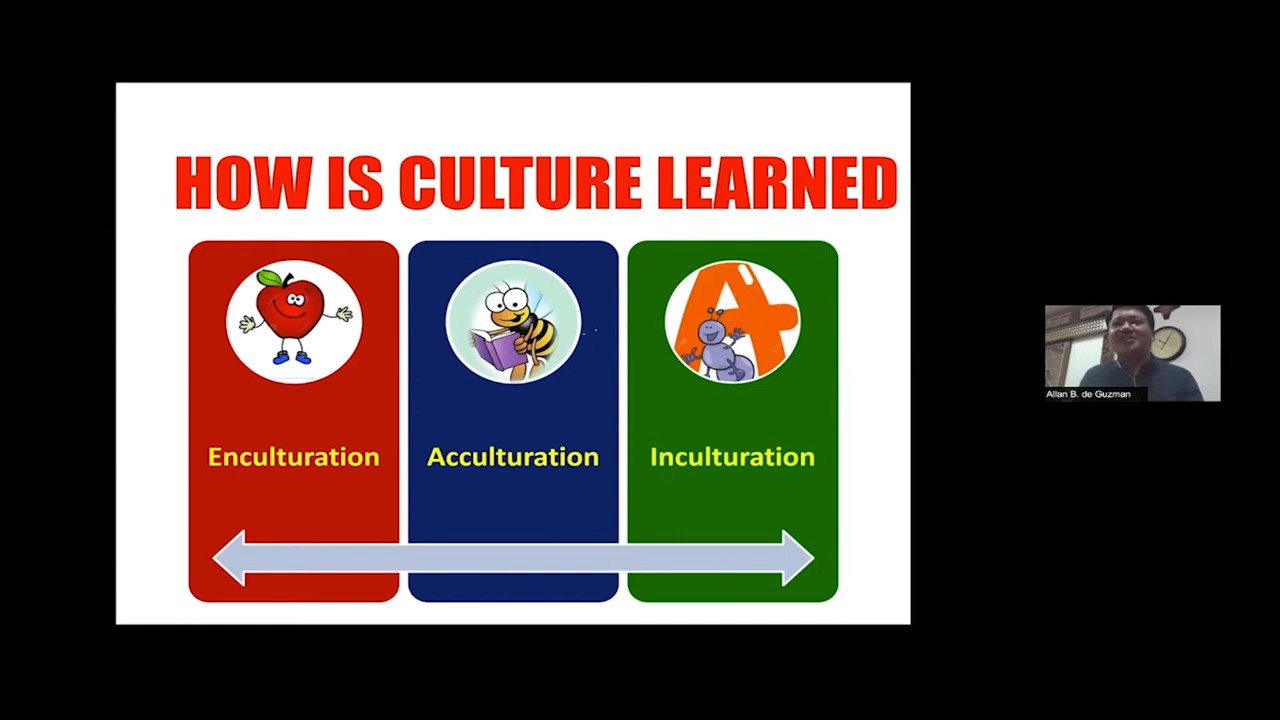 HOW IS CULTURE LEARNED
Enculturation
Acculturation
Inculturation
Allan B. de Guzman